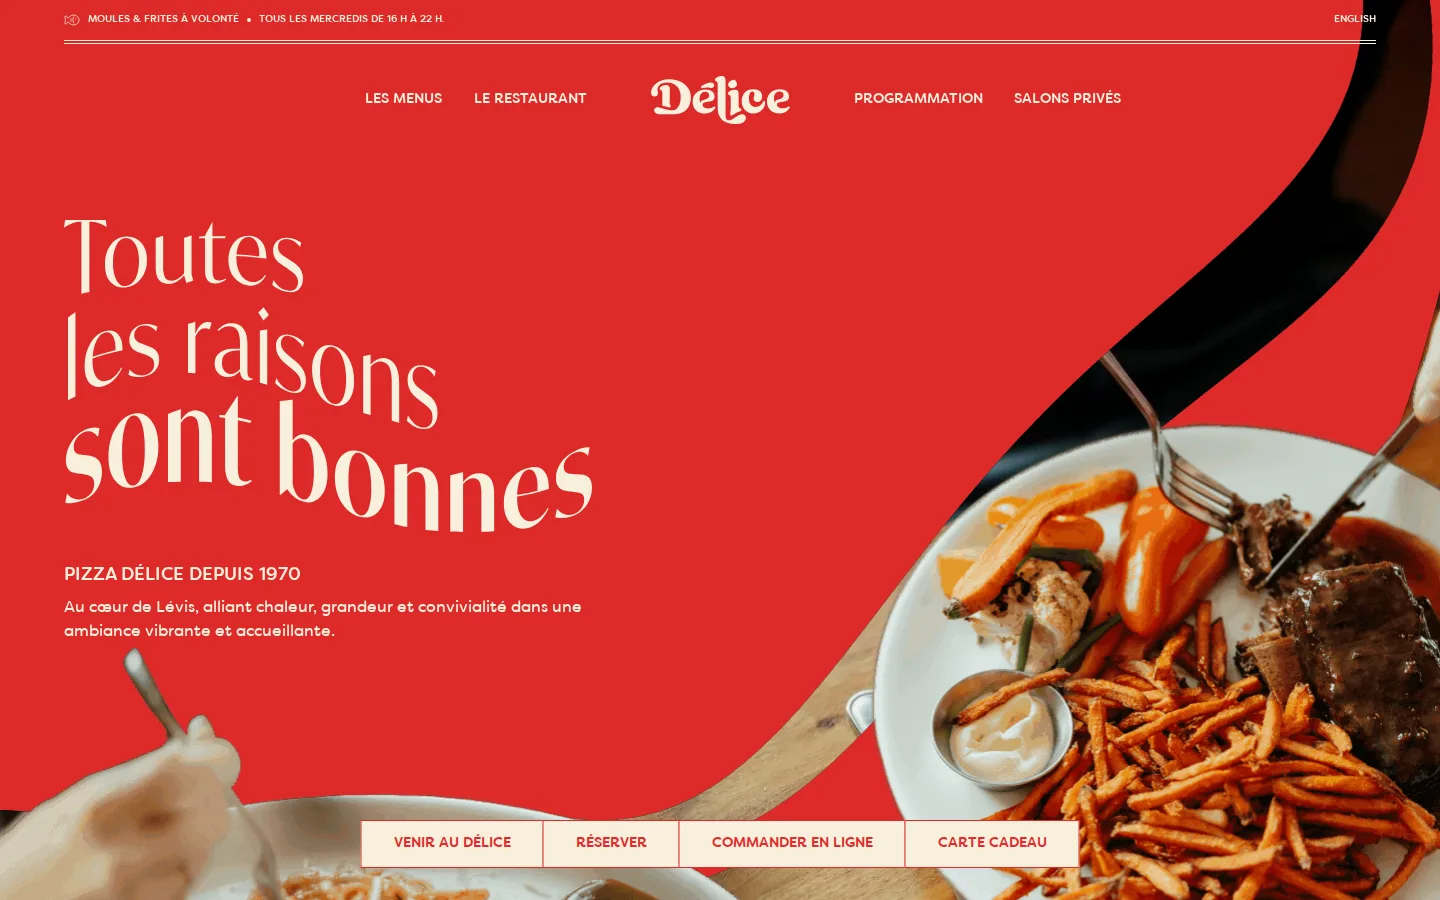 MOULES & FRITES À VOLONTÉ • TOUS LES MERCREDIS DE 16 H À 22 H.
ENGLISH
LES MENUS
LE RESTAURANT
Délice
PROGRAMMATION
SALONS PRIVÉS
Toutes
les raisons
sont bonnes
PIZZA DÉLICE DEPUIS 1970
Au cœur de Lévis, alliant chaleur, grandeur et convivialité dans une
ambiance vibrante et accueillante.
VENIR AU DÉLICE
RÉSERVER
COMMANDER EN LIGNE
CARTE CADEAU